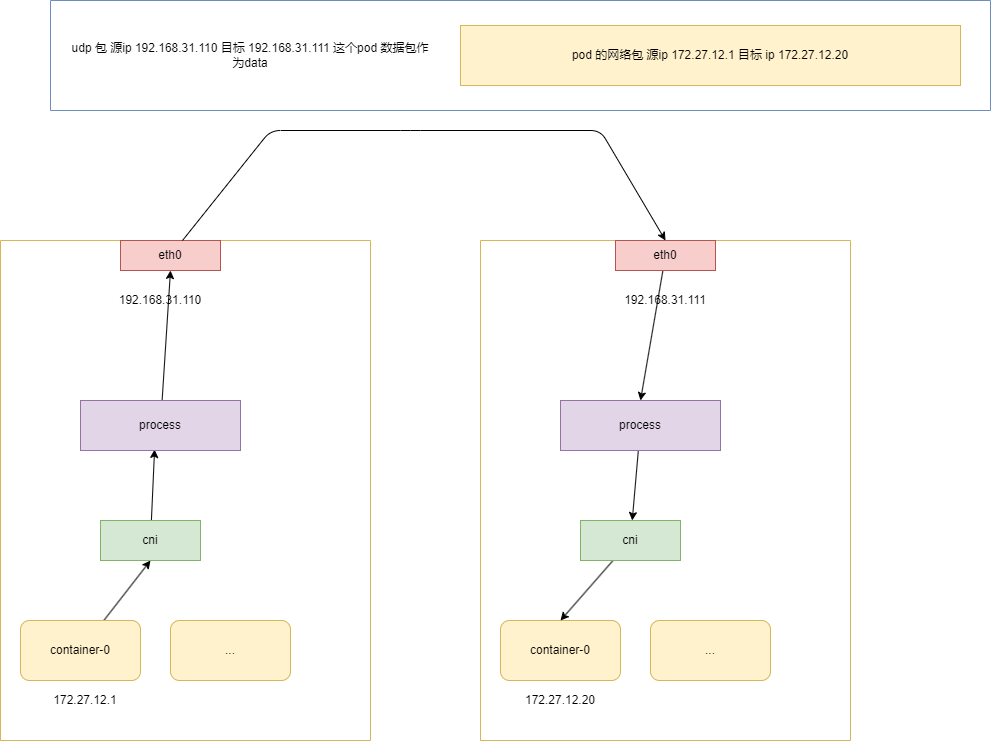 udp 包 源ip 192.168.31.110 目标 192.168.31.111 这个pod 数据包作
为data
pod 的网络包 源ip 172.27.12.1 目标 ip 172.27.12.20
eth0
eth0
192.168.31.110
192.168.31.111
process
process
cni
cni
container-0
...
container-0
...
172.27.12.1
172.27.12.20